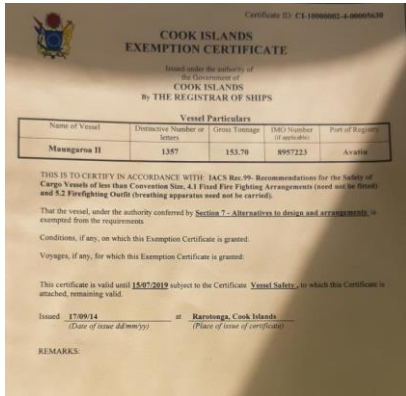 Certificate ID: C1-10000002-4-00005630
COOK ISLANDS
EXEMPTION CERTIFICATE
Issued under the authority of
the Government of
COOK ISLANDS
By THE REGISTRAR OF SHIPS
Vessel Particulars
Name of Vessel Distinctive Number or letters Gross Tonnage IMO Number (if applicable) Port of Registry
Maungaroa II 1357 153.70 8957223 Avatiu
THIS IS TO CERTIFY IN ACCORDANCE WITH: IACS Rec.99- Recommendations for the Safety of
Cargo Vessels of less than Convention Size, 4.1 Fixed Fire Fighting Arrangements (need not be fitted)
and 5.2 Firefighting Outfit (breathing apparatus need not be carried).
That the vessel, under the authority conferred by Section 7 - Alternatives to design and arrangements, is
exempted from the requirements
Conditions, if any, on which this Exemption Certificate is granted:
Voyages, if any, for which this Exemption Certificate is granted:
This certificate is valid until 15/07/2019 subject to the Certificate Vessel Safety, to which this Certificate is
attached, remaining valid.
Issued 17/09/14 at Rarotonga, Cook Islands
(Date of issue dd/mm/yy) (Place of issue of certificate)
REMARKS: